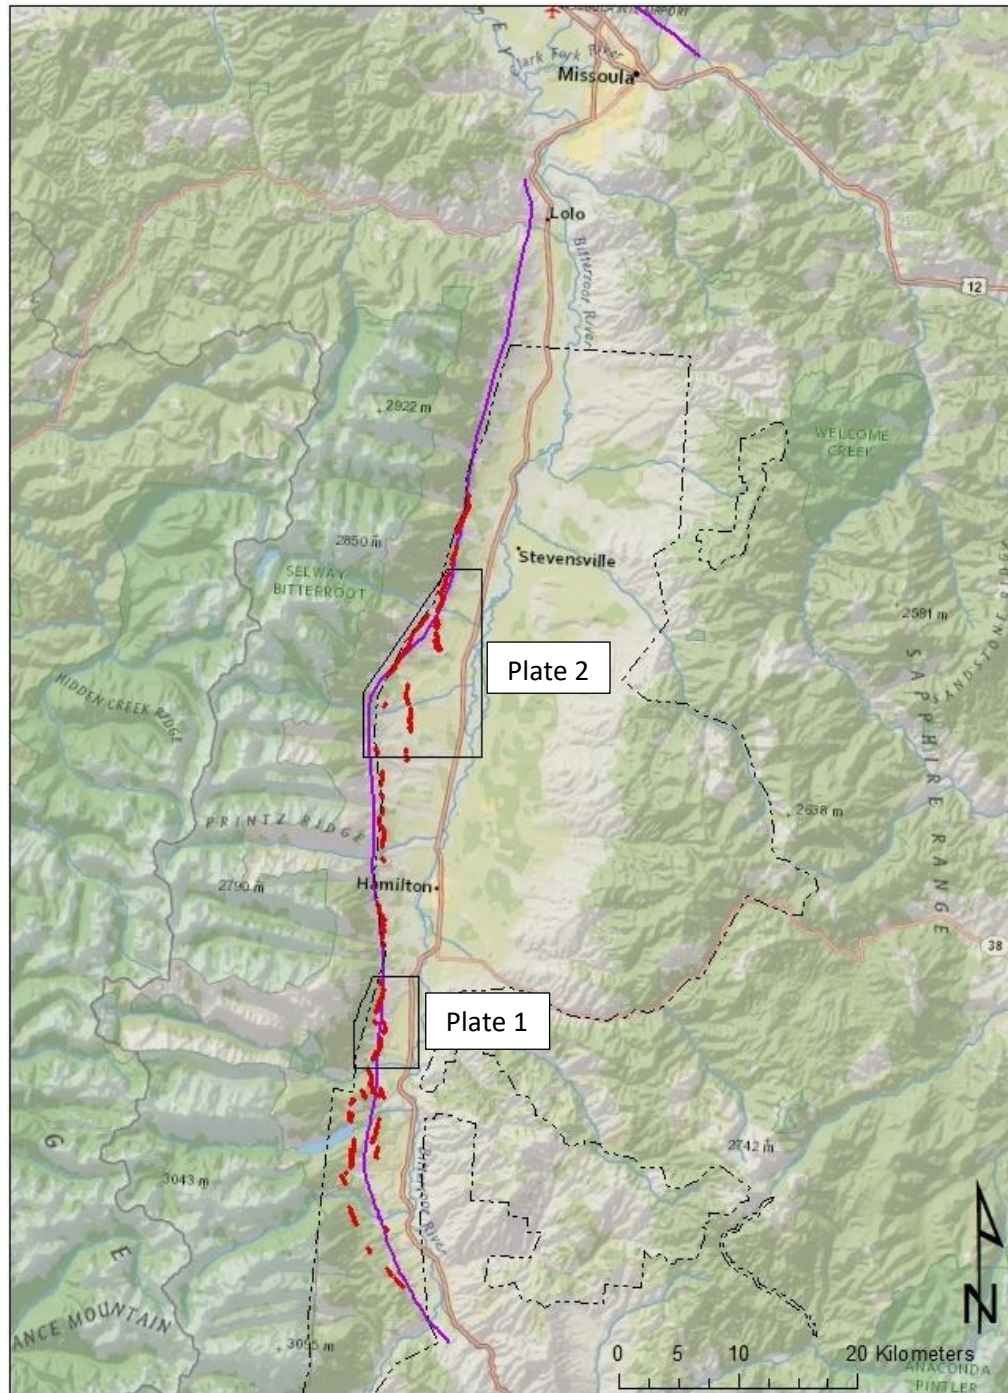 Clark Fork River
Missoula
Lolo
Bitterroot River
12
2922 m
WELCOME
CREEK
2850 m
Stevensville
SELWAY
BITTERROOT
2591 m
Plate 2
HIDDEN CREEK RIDGE
SAPPHIRE RANGE
PRINTZ RIDGE
2638 m
2790 m
Hamilton
38
Plate 1
G
2742 m
3043 m
Bitterroot River
E
MOUNTAIN
3095 m
N
0 5 10 20 Kilometers
ANACONDA
PINTLER